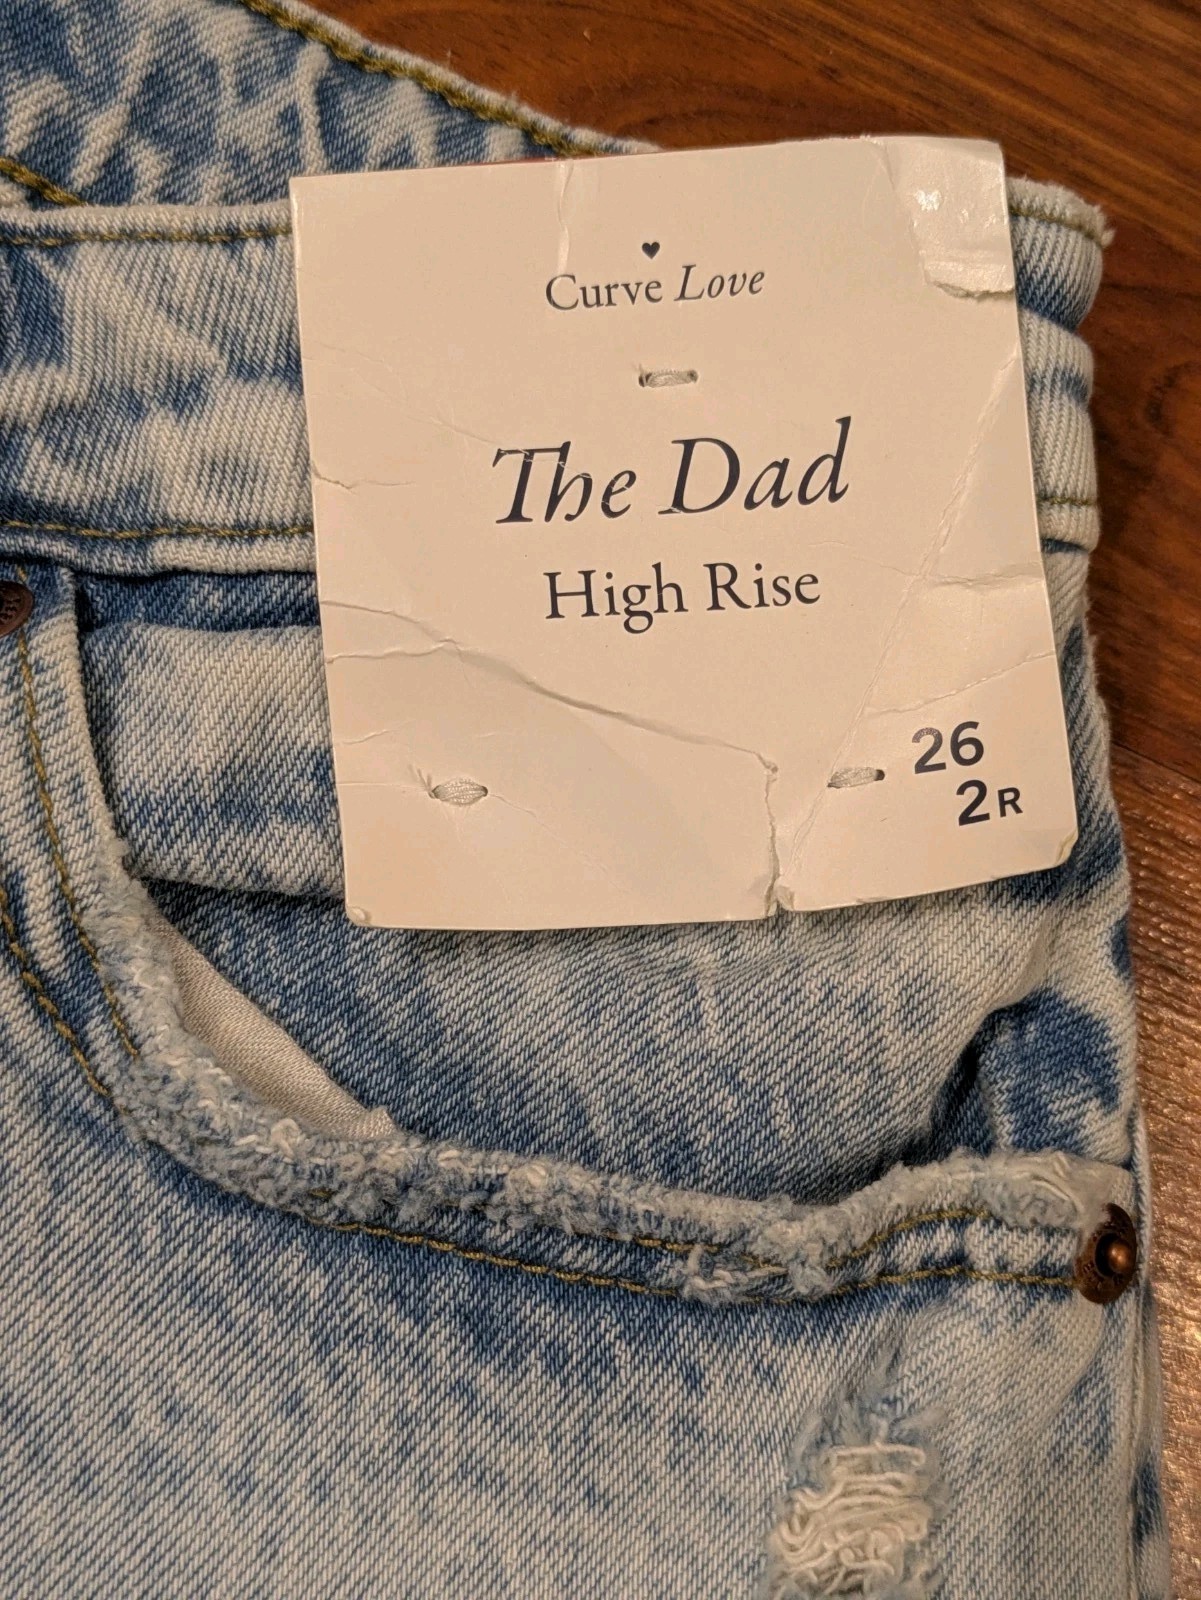 Curve Love
The Dad
High Rise
26
2R